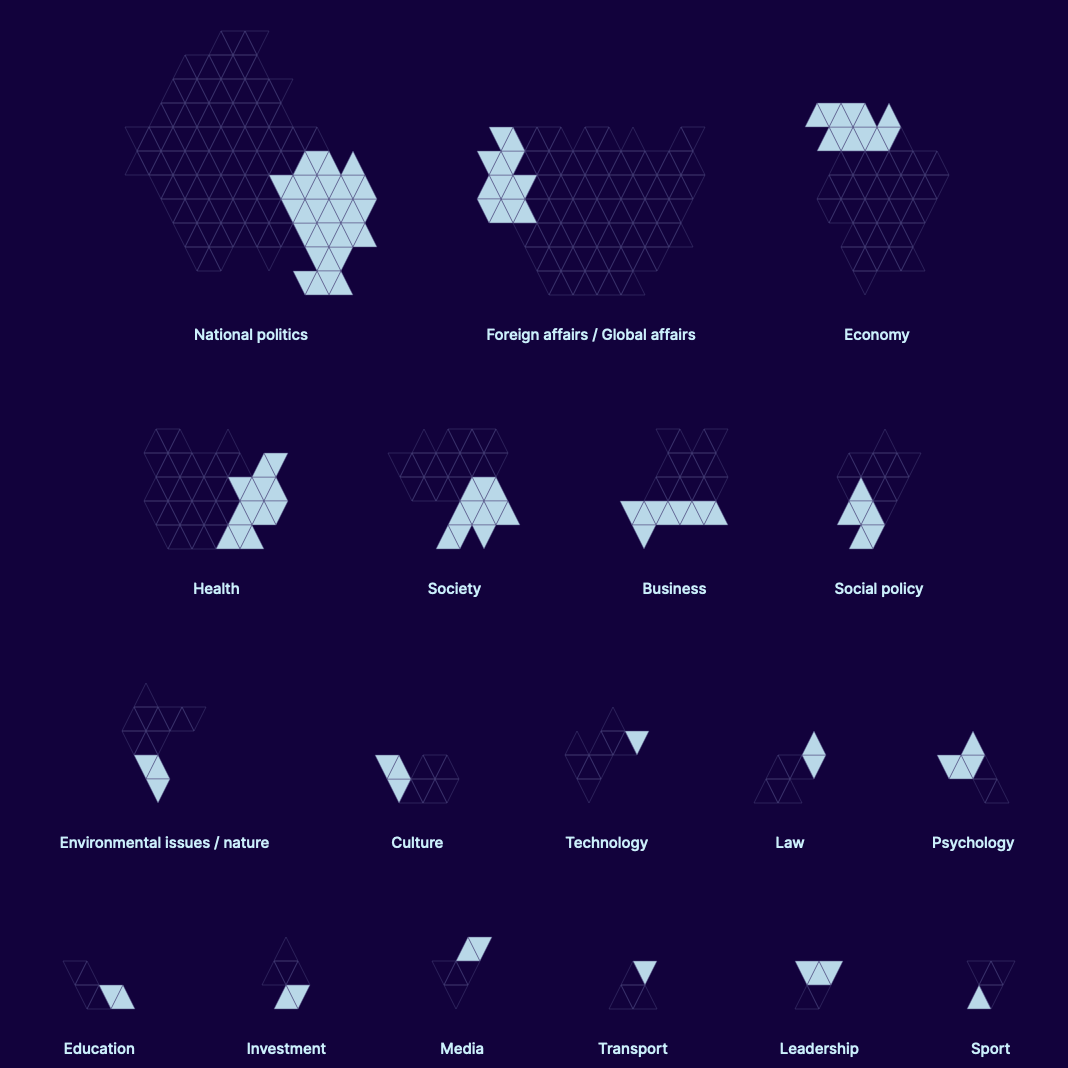 National politics
Foreign affairs / Global affairs
Economy
Health
Society
Business
Social policy
Environmental issues / nature
Culture
Technology
Law
Psychology
Education
Investment
Media
Transport
Leadership
Sport